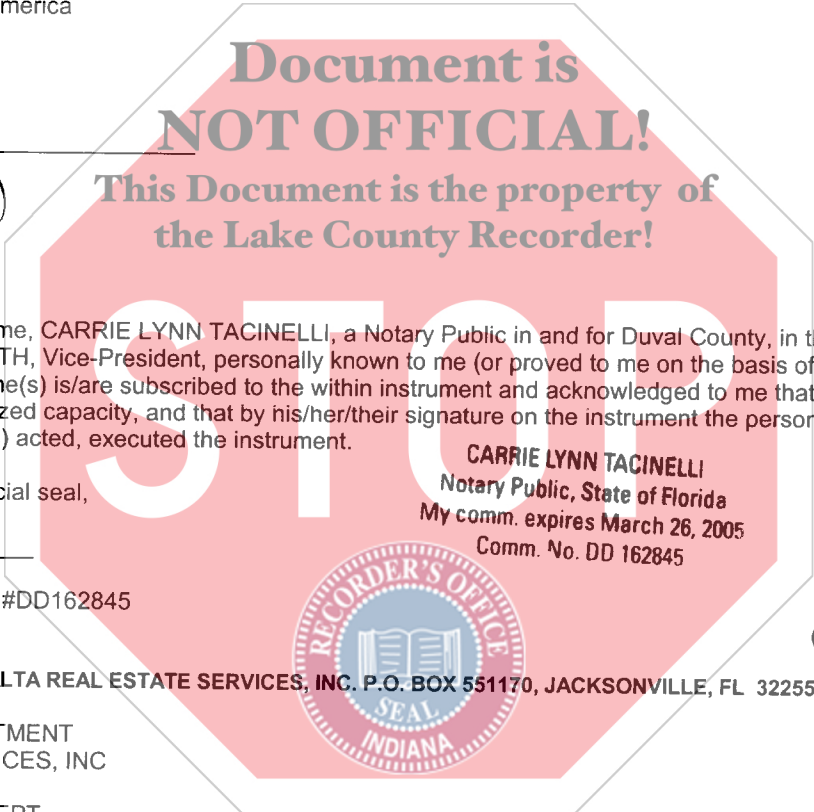 merica
Document is
NOT OFFICIAL!
This Document is the property of
the Lake County Recorder!
STOP
me, CARRIE LYNN TACINELLI, a Notary Public in and for Duval County, in t
TH, Vice-President, personally known to me (or proved to me on the basis of
ne(s) is/are subscribed to the within instrument and acknowledged to me that
zed capacity, and that by his/her/their signature on the instrument the person
) acted, executed the instrument.
cial seal,
CARRIE LYNN TACINELLI
Notary Public, State of Florida
My comm. expires March 26, 2005
Comm. No. DD 162845
#DD162845
RECORDER'S OFFICE
SEAL
INDIANA
LTA REAL ESTATE SERVICES, INC. P.O. BOX 551170, JACKSONVILLE, FL 32255
TMENT
CES, INC